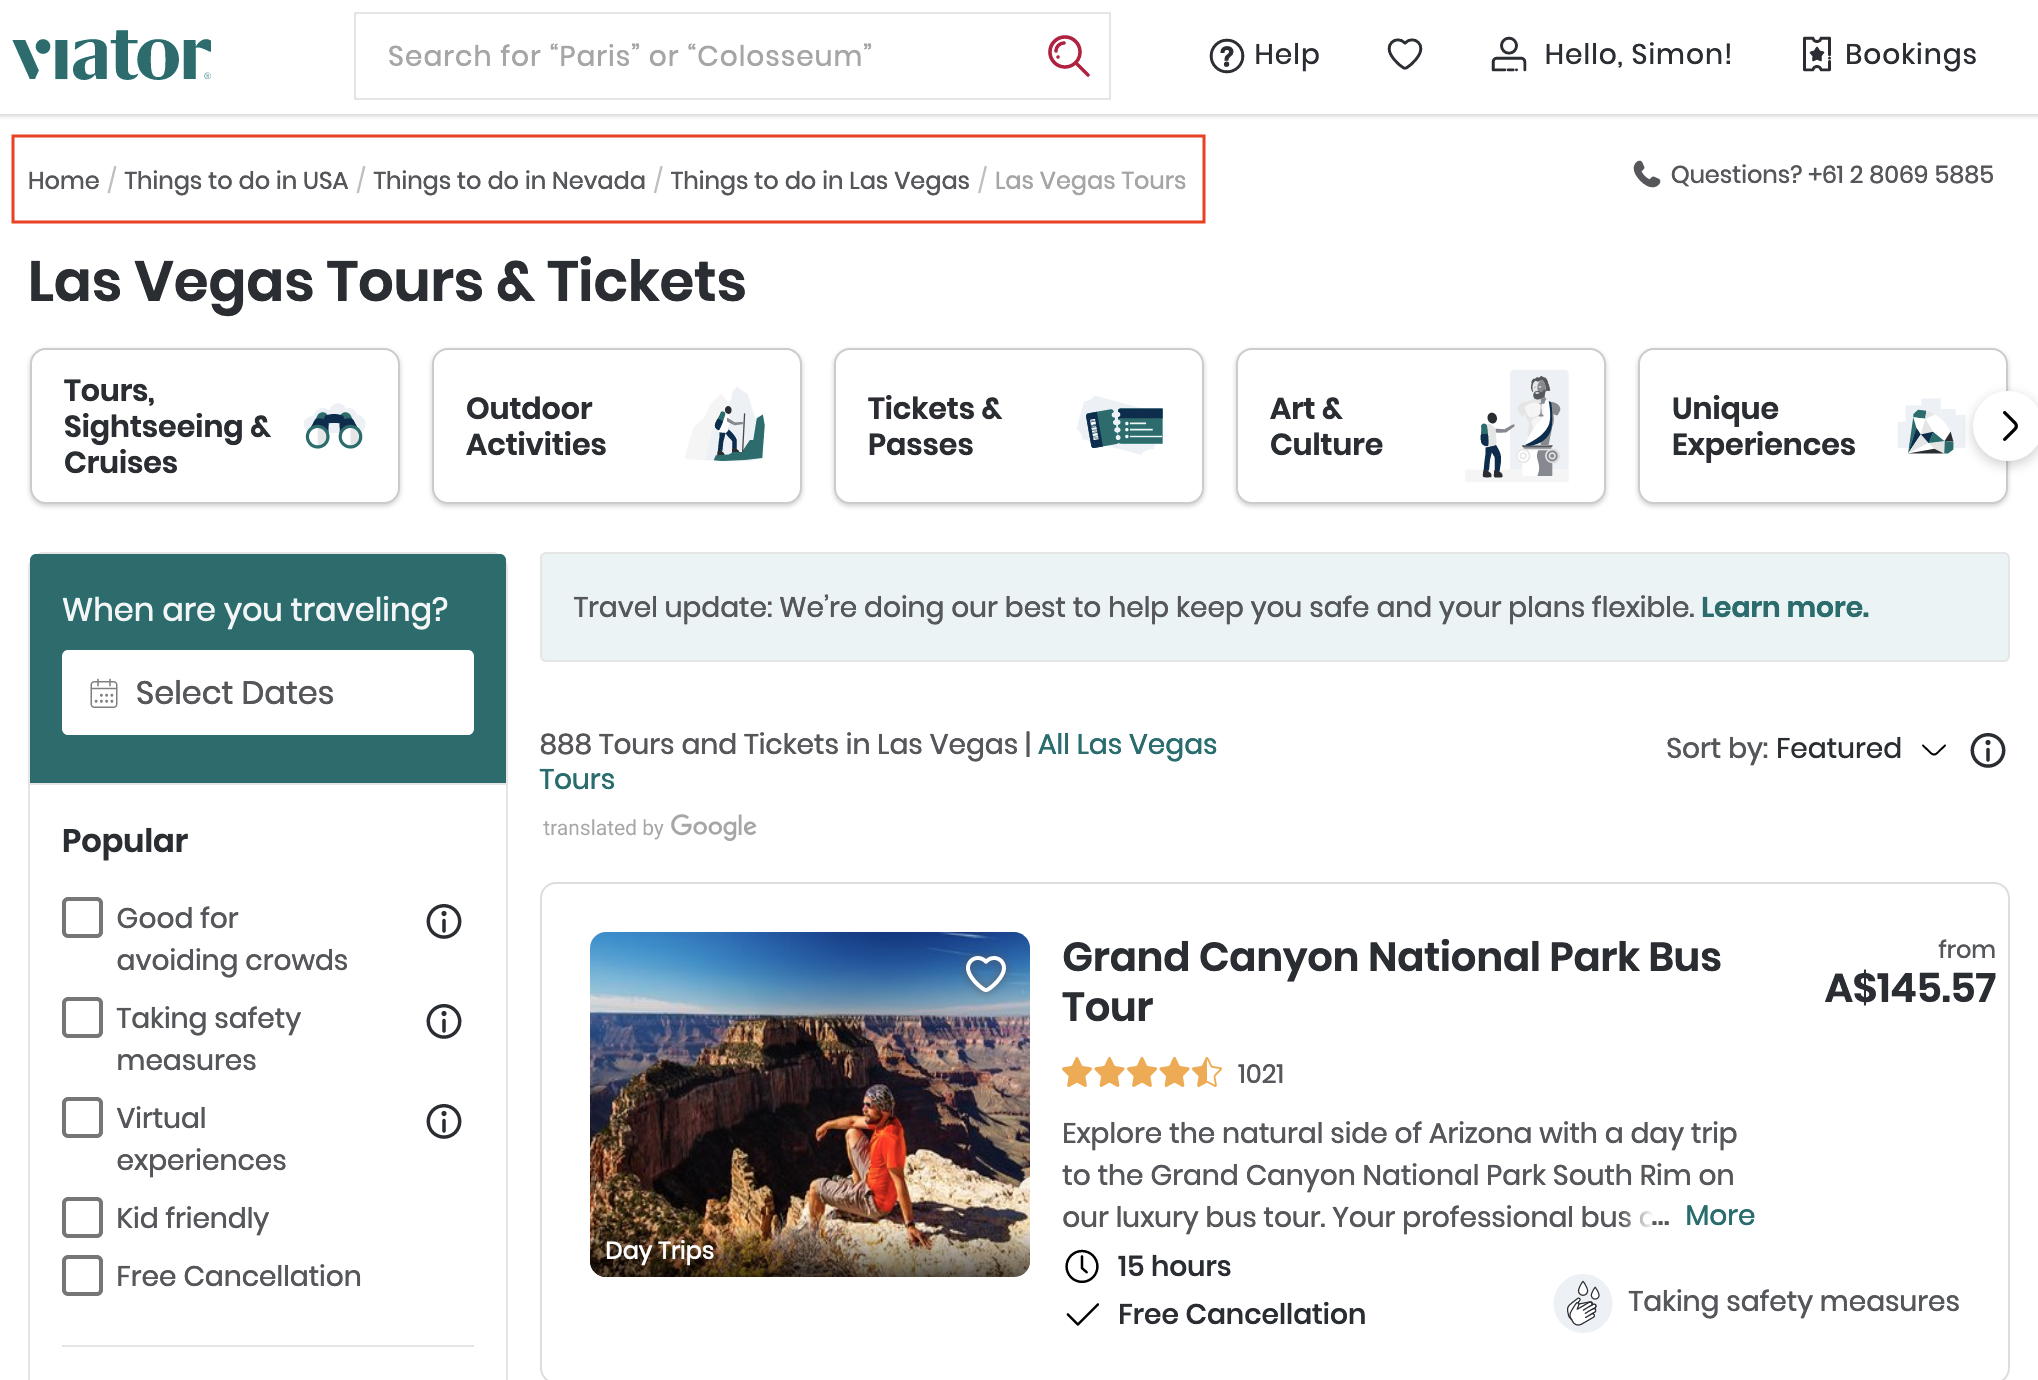 viator
Search for “Paris” or “Colosseum”
Help
Hello, Simon!
Bookings
Home / Things to do in USA / Things to do in Nevada / Things to do in Las Vegas / Las Vegas Tours
Questions? +61 2 8069 5885
Las Vegas Tours & Tickets
Tours,
Sightseeing &
Cruises
Outdoor
Activities
Tickets &
Passes
Art &
Culture
Unique
Experiences
When are you traveling?
Select Dates
Popular
Good for
avoiding crowds
Taking safety
measures
Virtual
experiences
Kid friendly
Free Cancellation
Travel update: We’re doing our best to help keep you safe and your plans flexible. Learn more.
888 Tours and Tickets in Las Vegas | All Las Vegas
Tours
Sort by: Featured
translated by Google
Day Trips
Grand Canyon National Park Bus
Tour
from
A$145.57
1021
Explore the natural side of Arizona with a day trip
to the Grand Canyon National Park South Rim on
our luxury bus tour. Your professional bus ... More
15 hours
Free Cancellation
Taking safety measures